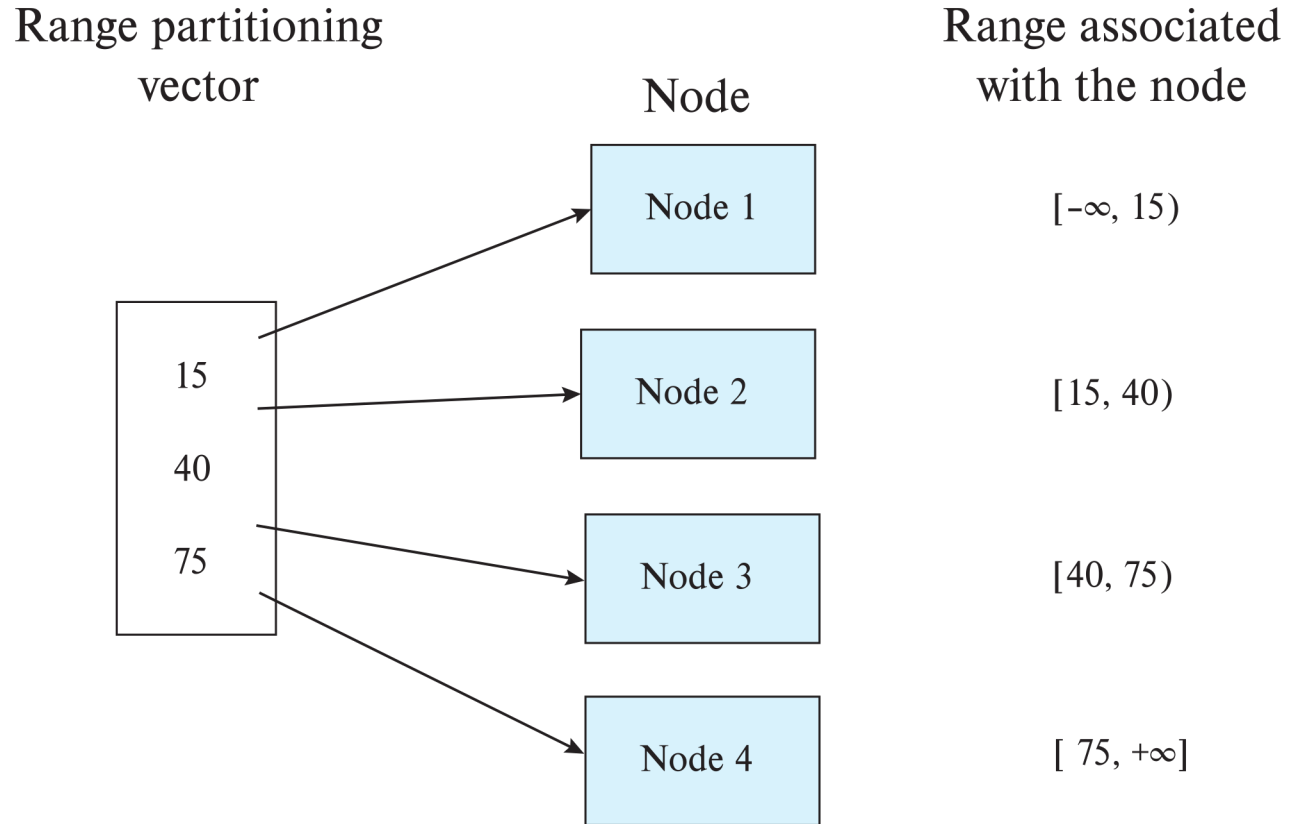 Range partitioning
vector
Node
Range associated
with the node
Node 1
[-∞, 15)
15
Node 2
[15, 40)
40
75
Node 3
[40, 75)
Node 4
[ 75, +∞]